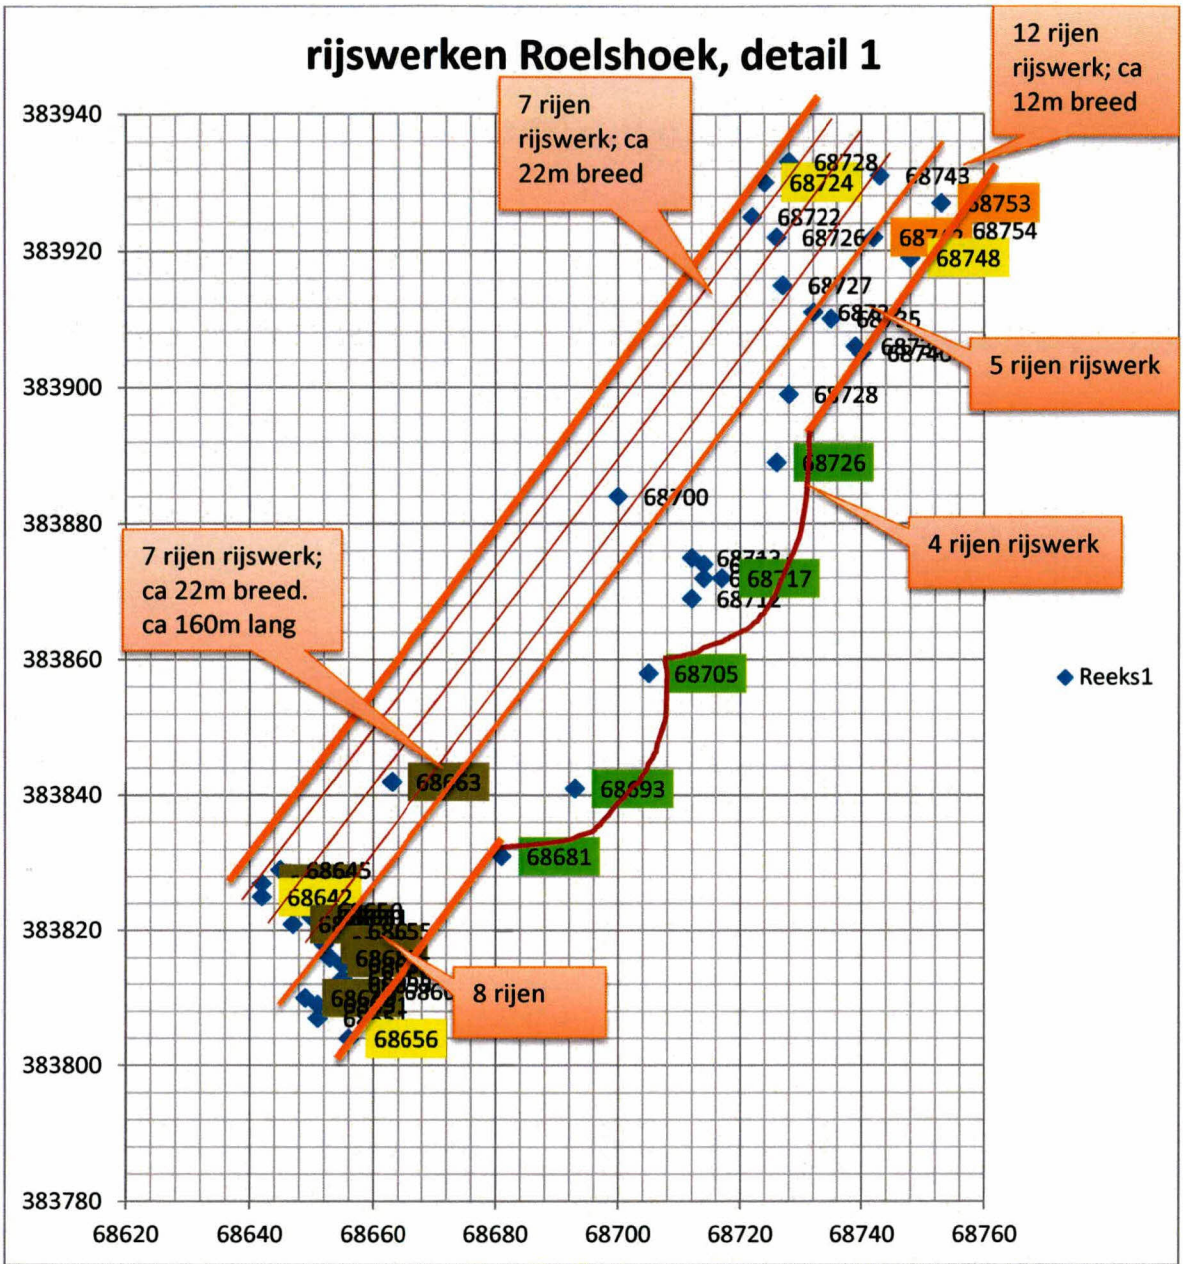 rijswerken Roelshoek, detail 1
12 rijen
rijswerk; ca
12m breed
7 rijen
rijswerk; ca
22m breed
383940
68728
68724
68743
68753
68722
68726
68754
383920
68748
68727
5 rijen rijswerk
383900
68728
68726
68700
383880
4 rijen rijswerk
7 rijen rijswerk;
ca 22m breed.
ca 160m lang
68717
68712
383860
68705
Reeks1
68663
68693
383840
68681
68645
68642
383820
68655
8 rijen
68656
383800
383780
68620
68640
68660
68680
68700
68720
68740
68760